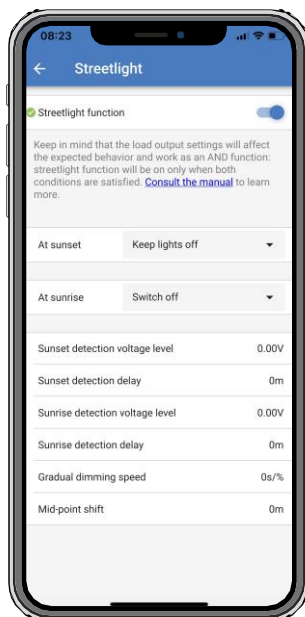 08:23
Streetlight
Streetlight function
Keep in mind that the load output settings will affect
the expected behavior and work as an AND function:
streetlight function will be on only when both
conditions are satisfied. Consult the manual to learn
more.
At sunset Keep lights off
At sunrise Switch off
Sunset detection voltage level 0.00V
Sunset detection delay 0m
Sunrise detection voltage level 0.00V
Sunrise detection delay 0m
Gradual dimming speed 0s/%
Mid-point shift 0m